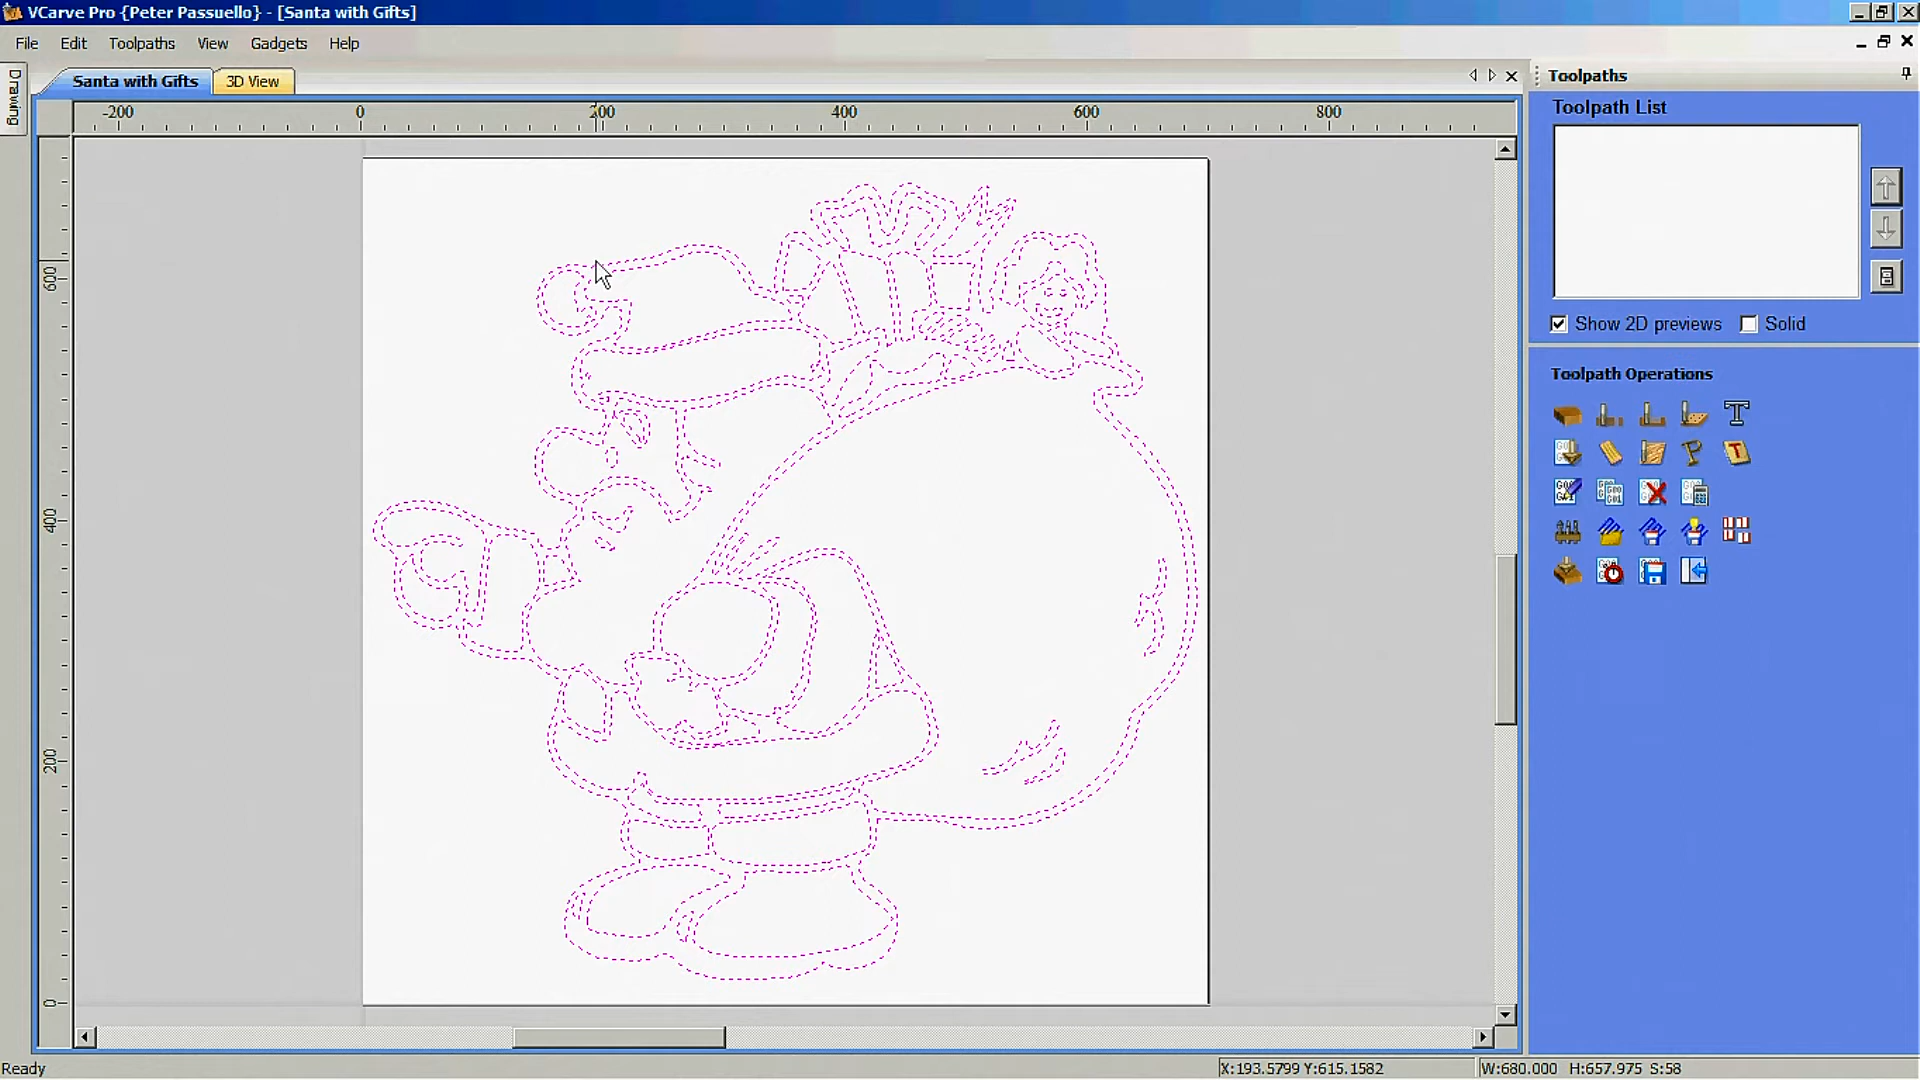 VCarve Pro {Peter Passuello} - [Santa with Gifts]
File Edit Toolpaths View Gadgets Help
Drawing
Santa with Gifts 3D View
Toolpaths
-200 0 200 400 600 800
Toolpath List
600
400
200
0
Show 2D previews Solid
Toolpath Operations
Ready
X:193.5799 Y:615.1582
W:680.000 H:657.975 S:58